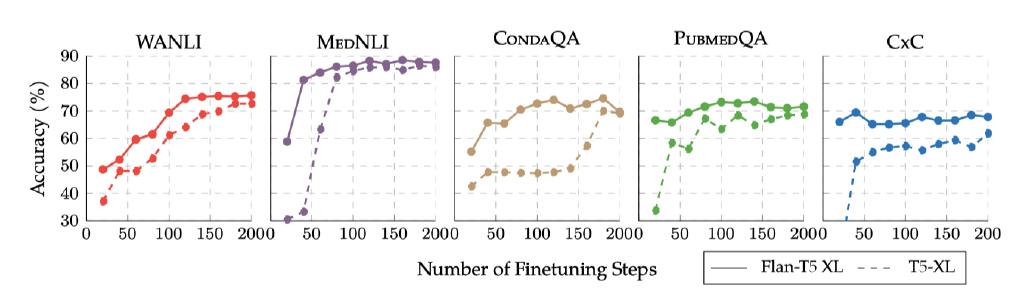 WANLI
MEDNLI
CONDAQA
PUBMEDQA
CXC
Accuracy (%)
90
80
70
60
50
40
30
0 50 100 150 200
0 50 100 150 200
0 50 100 150 200
0 50 100 150 200
0 50 100 150 200
Number of Finetuning Steps
Flan-T5 XL
T5-XL